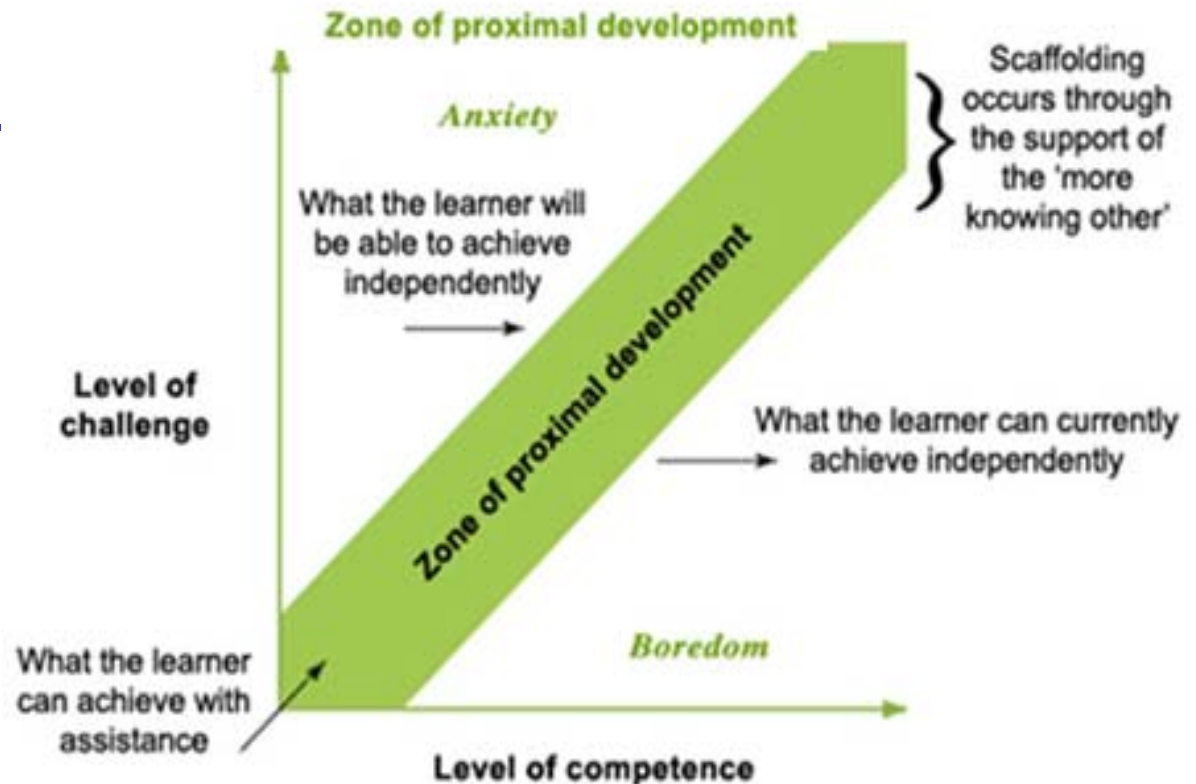 Zone of proximal development
Anxiety
Scaffolding
occurs through
the support of
the ‘more
knowing other’
What the learner will
be able to achieve
independently
Zone of proximal development
Level of
challenge
What the learner can currently
achieve independently
Boredom
What the learner
can achieve with
assistance
Level of competence